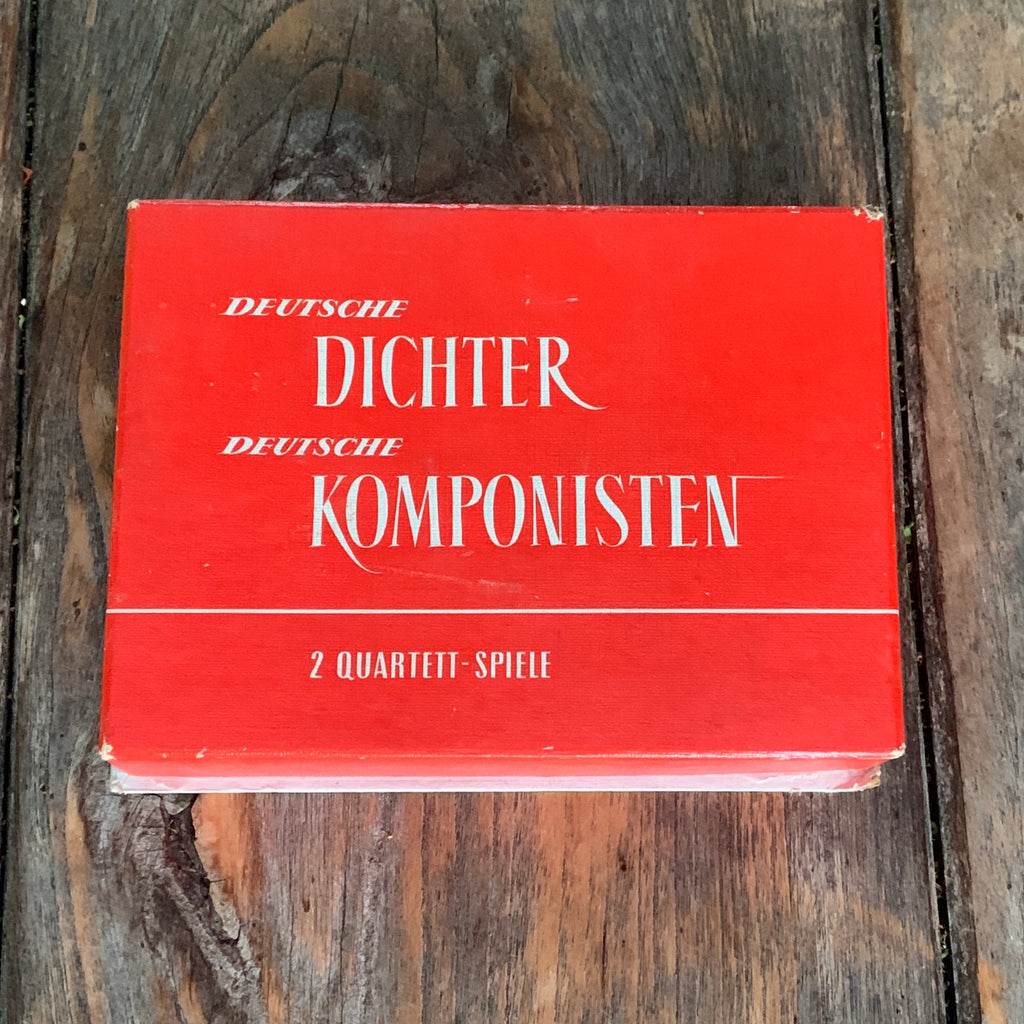 DEUTSCHE
DICHTER
DEUTSCHE
KOMPONISTEN
2 QUARTETT-SPIELE